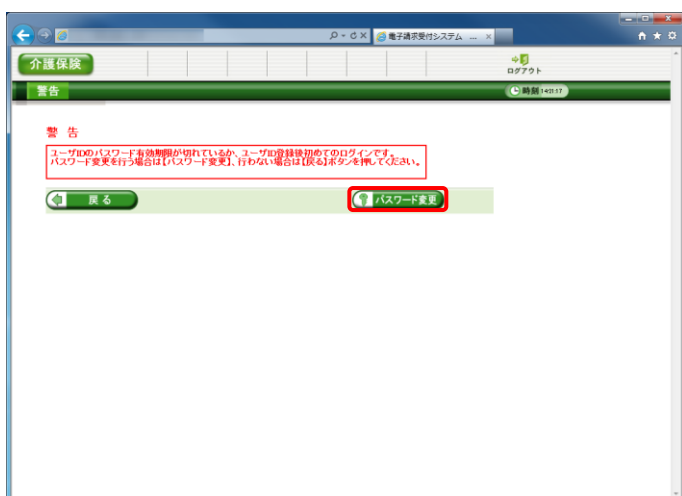 電子請求受付システム ...
介護保険
ログアウト
警告
時刻 14:01:17
警 告
ユーザIDのパスワード有効期限が切れているか、ユーザID登録後初めてのログインです。
パスワード変更を行う場合は【パスワード変更】、行わない場合は【戻る】ボタンを押してください。
戻る
パスワード変更